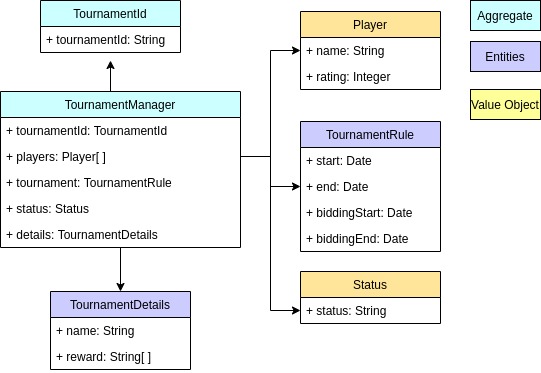 TournamentId
+ tournamentId: String
TournamentManager
+ tournamentId: TournamentId
+ players: Player[ ]
+ tournament: TournamentRule
+ status: Status
+ details: TournamentDetails
TournamentDetails
+ name: String
+ reward: String[ ]
Player
+ name: String
+ rating: Integer
TournamentRule
+ start: Date
+ end: Date
+ biddingStart: Date
+ biddingEnd: Date
Status
+ status: String
Aggregate
Entities
Value Object